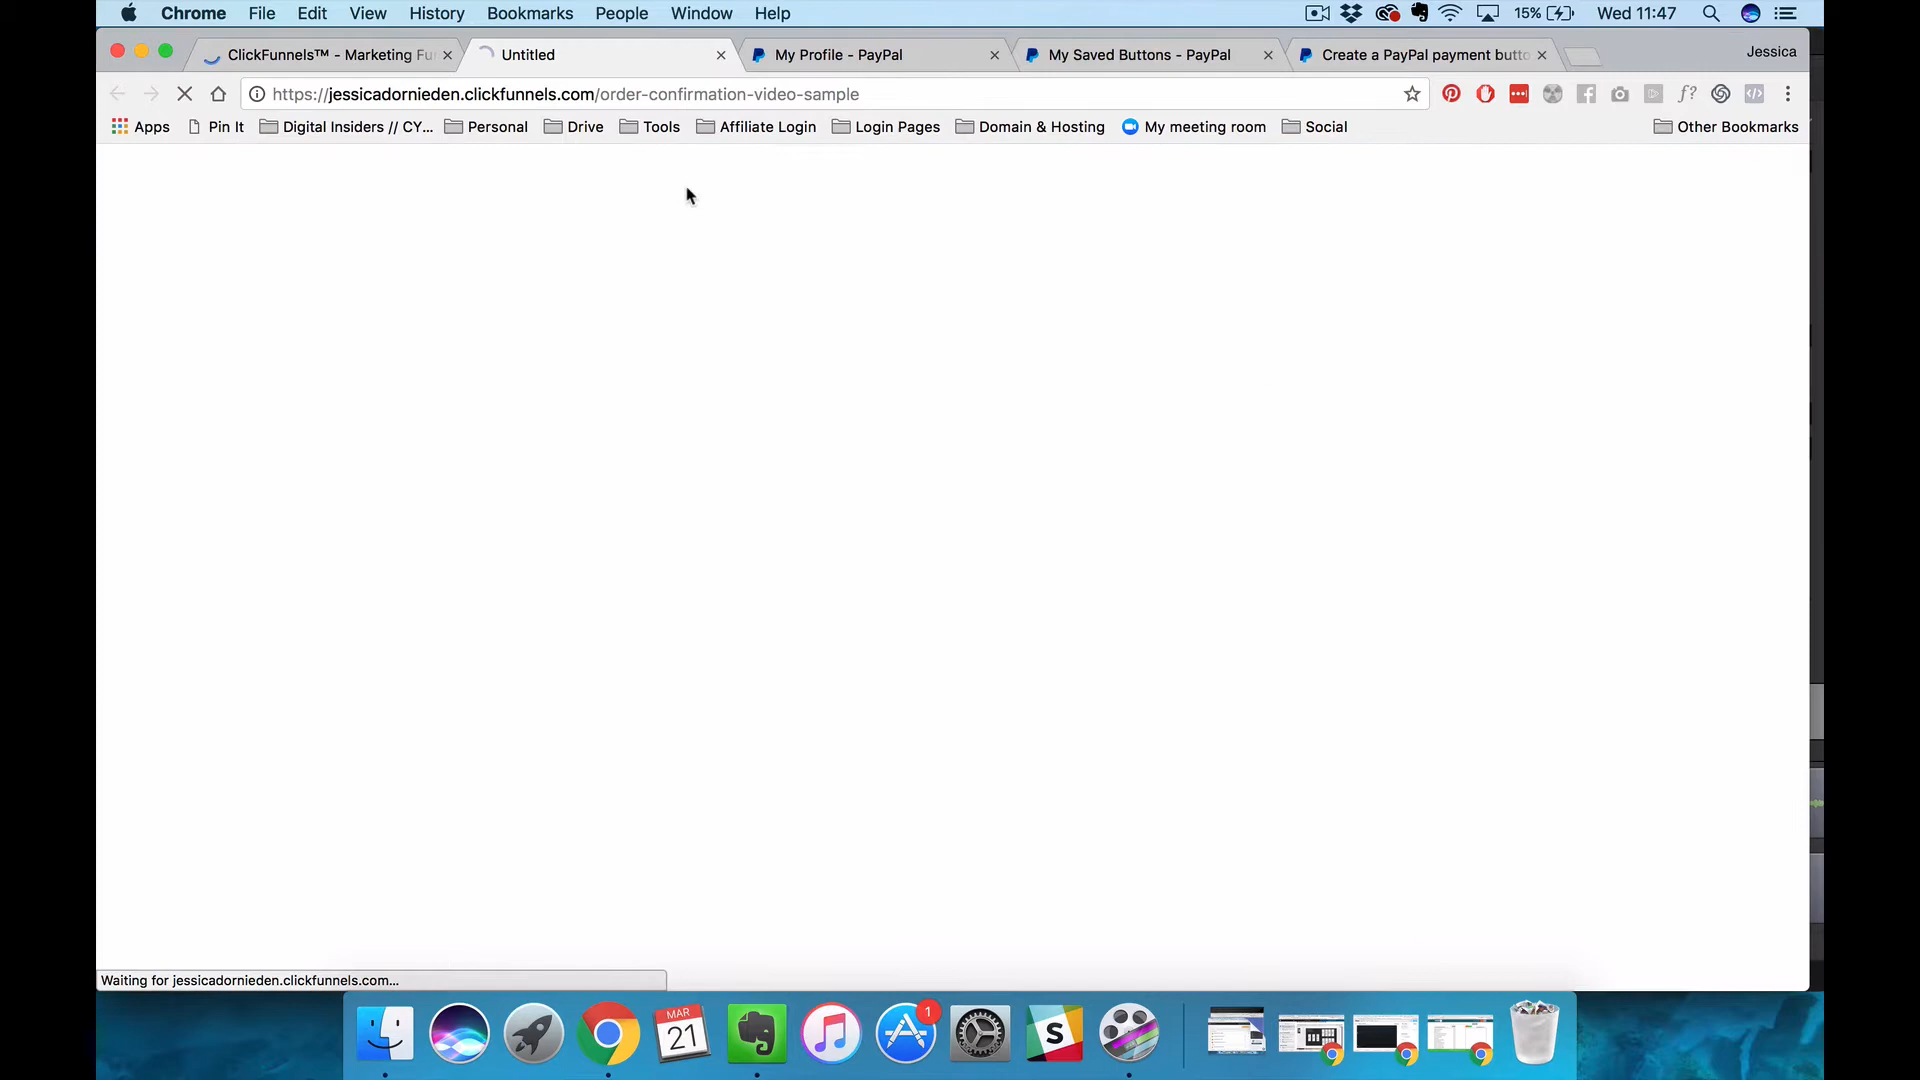 Chrome File Edit View History Bookmarks People Window Help 15% Wed 11:47
ClickFunnels™ - Marketing Fu Untitled My Profile - PayPal My Saved Buttons - PayPal Create a PayPal payment butto Jessica
https://jessicadornieden.clickfunnels.com/order-confirmation-video-sample f?
Apps Pin It Digital Insiders // CY... Personal Drive Tools Affiliate Login Login Pages Domain & Hosting My meeting room Social Other Bookmarks
Waiting for jessicadornieden.clickfunnels.com...
MAR
21
1
S